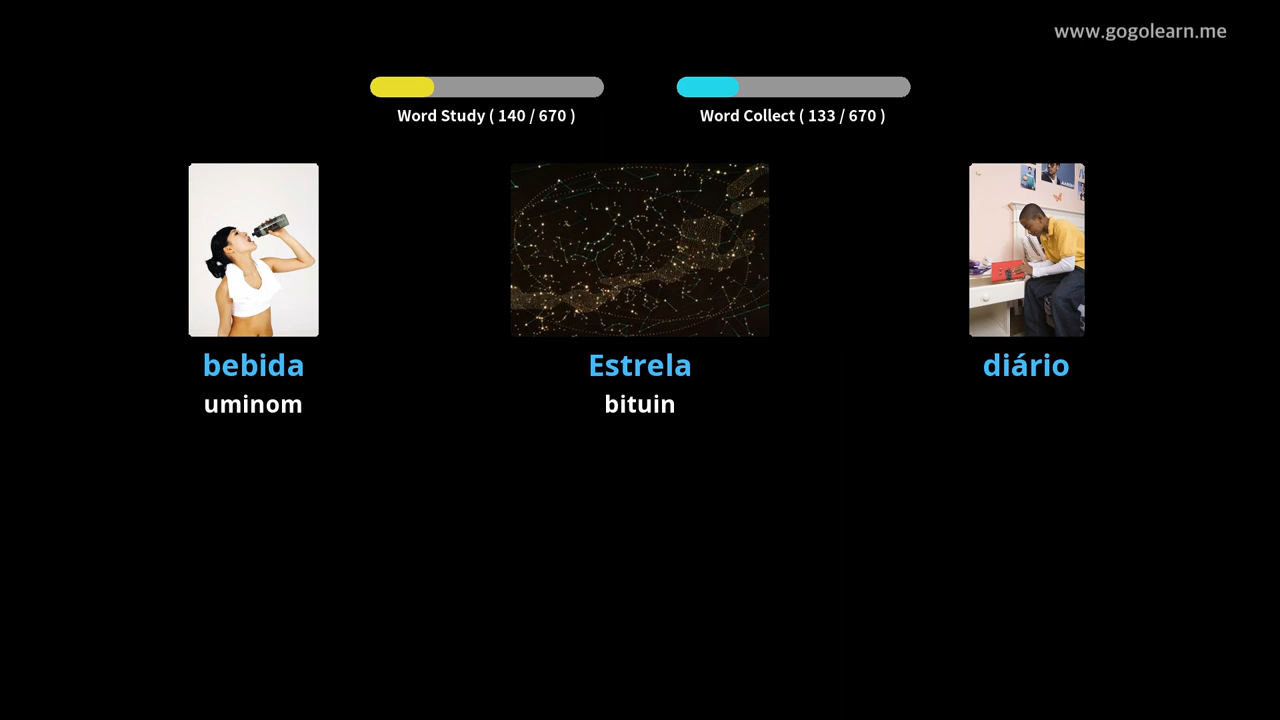 www.gogolearn.me
Word Study ( 140 / 670 )
Word Collect ( 133 / 670 )
bebida
Estrela
diário
uminom
bituin